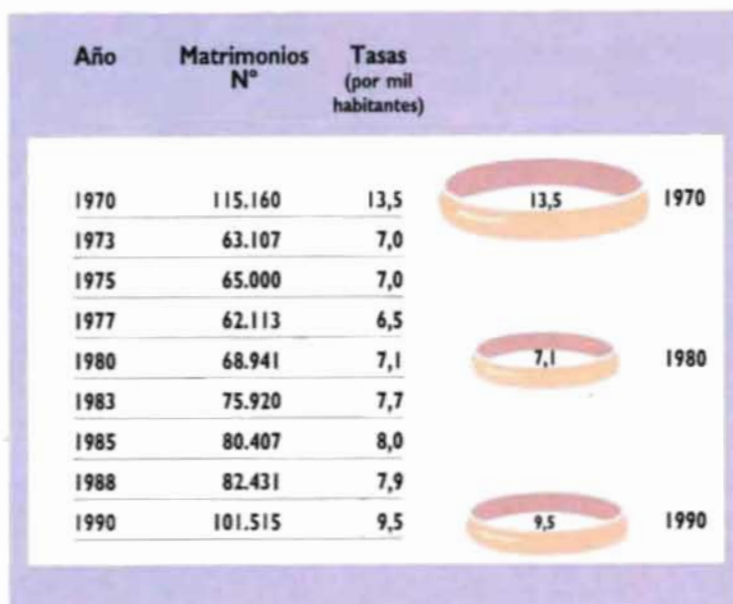 Año Matrimonios Tasas
Nº (por mil
habitantes)
1970 115.160 13,5 13,5 1970
1973 63.107 7,0
1975 65.000 7,0
1977 62.113 6,5
1980 68.941 7,1 7,1 1980
1983 75.920 7,7
1985 80.407 8,0
1988 82.431 7,9
1990 101.515 9,5 9,5 1990